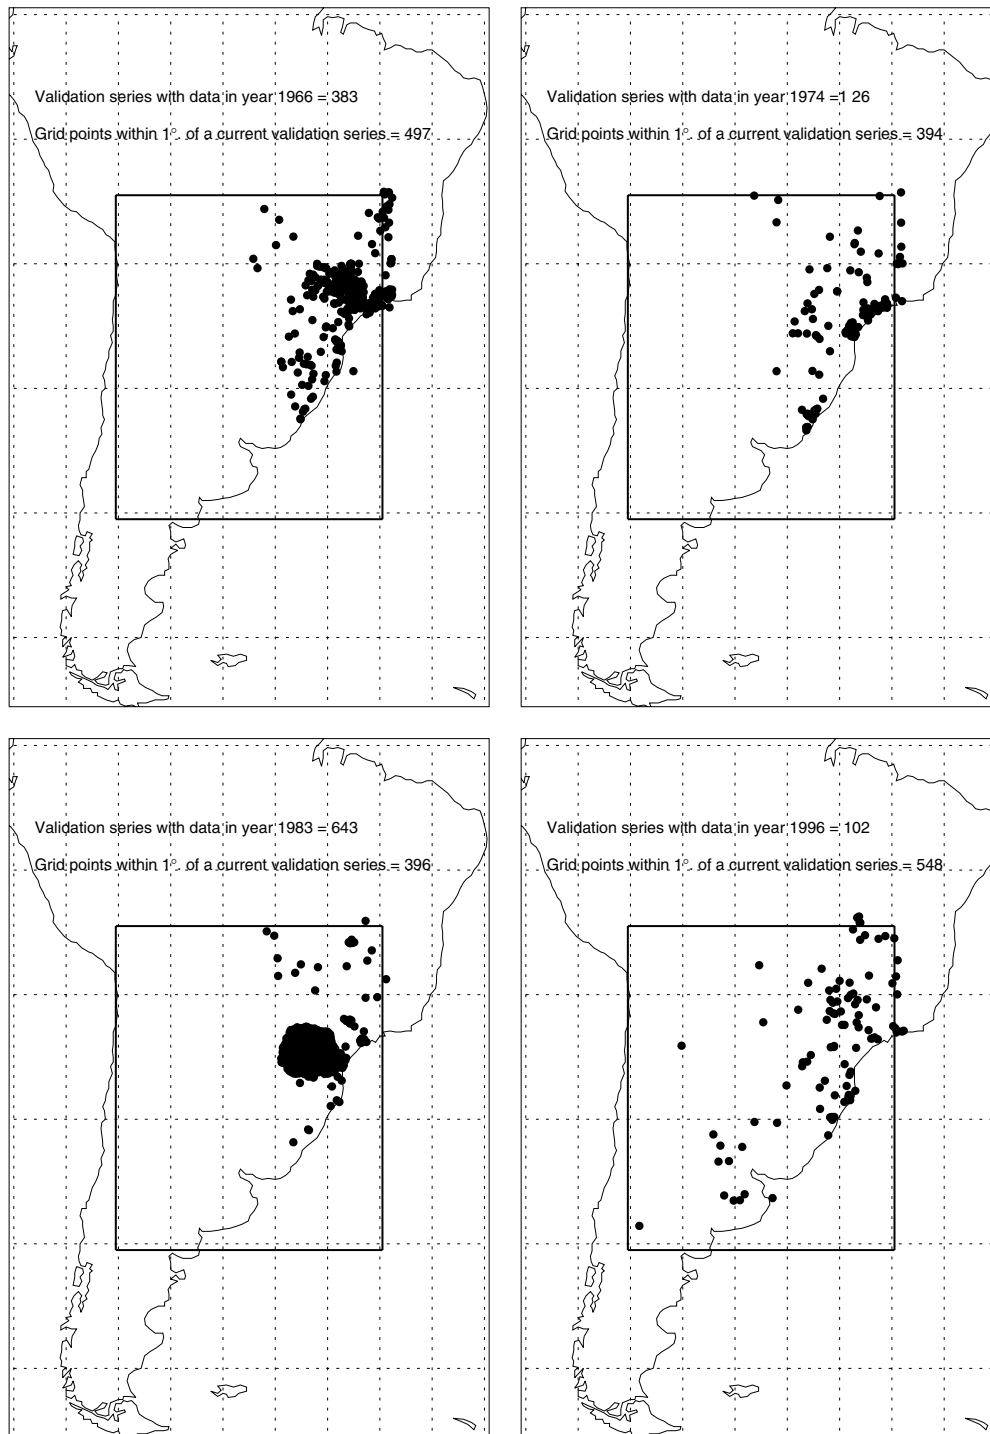 Validation series with data in year 1966 = 383
Grid points within 1°. of a current validation series = 497
Validation series with data in year 1974 =1 26
Grid points within 1°. of a current validation series = 394
Validation series with data in year 1983 = 643
Grid points within 1°. of a current validation series = 396
Validation series with data in year 1996 = 102
Grid points within 1°. of a current validation series = 548